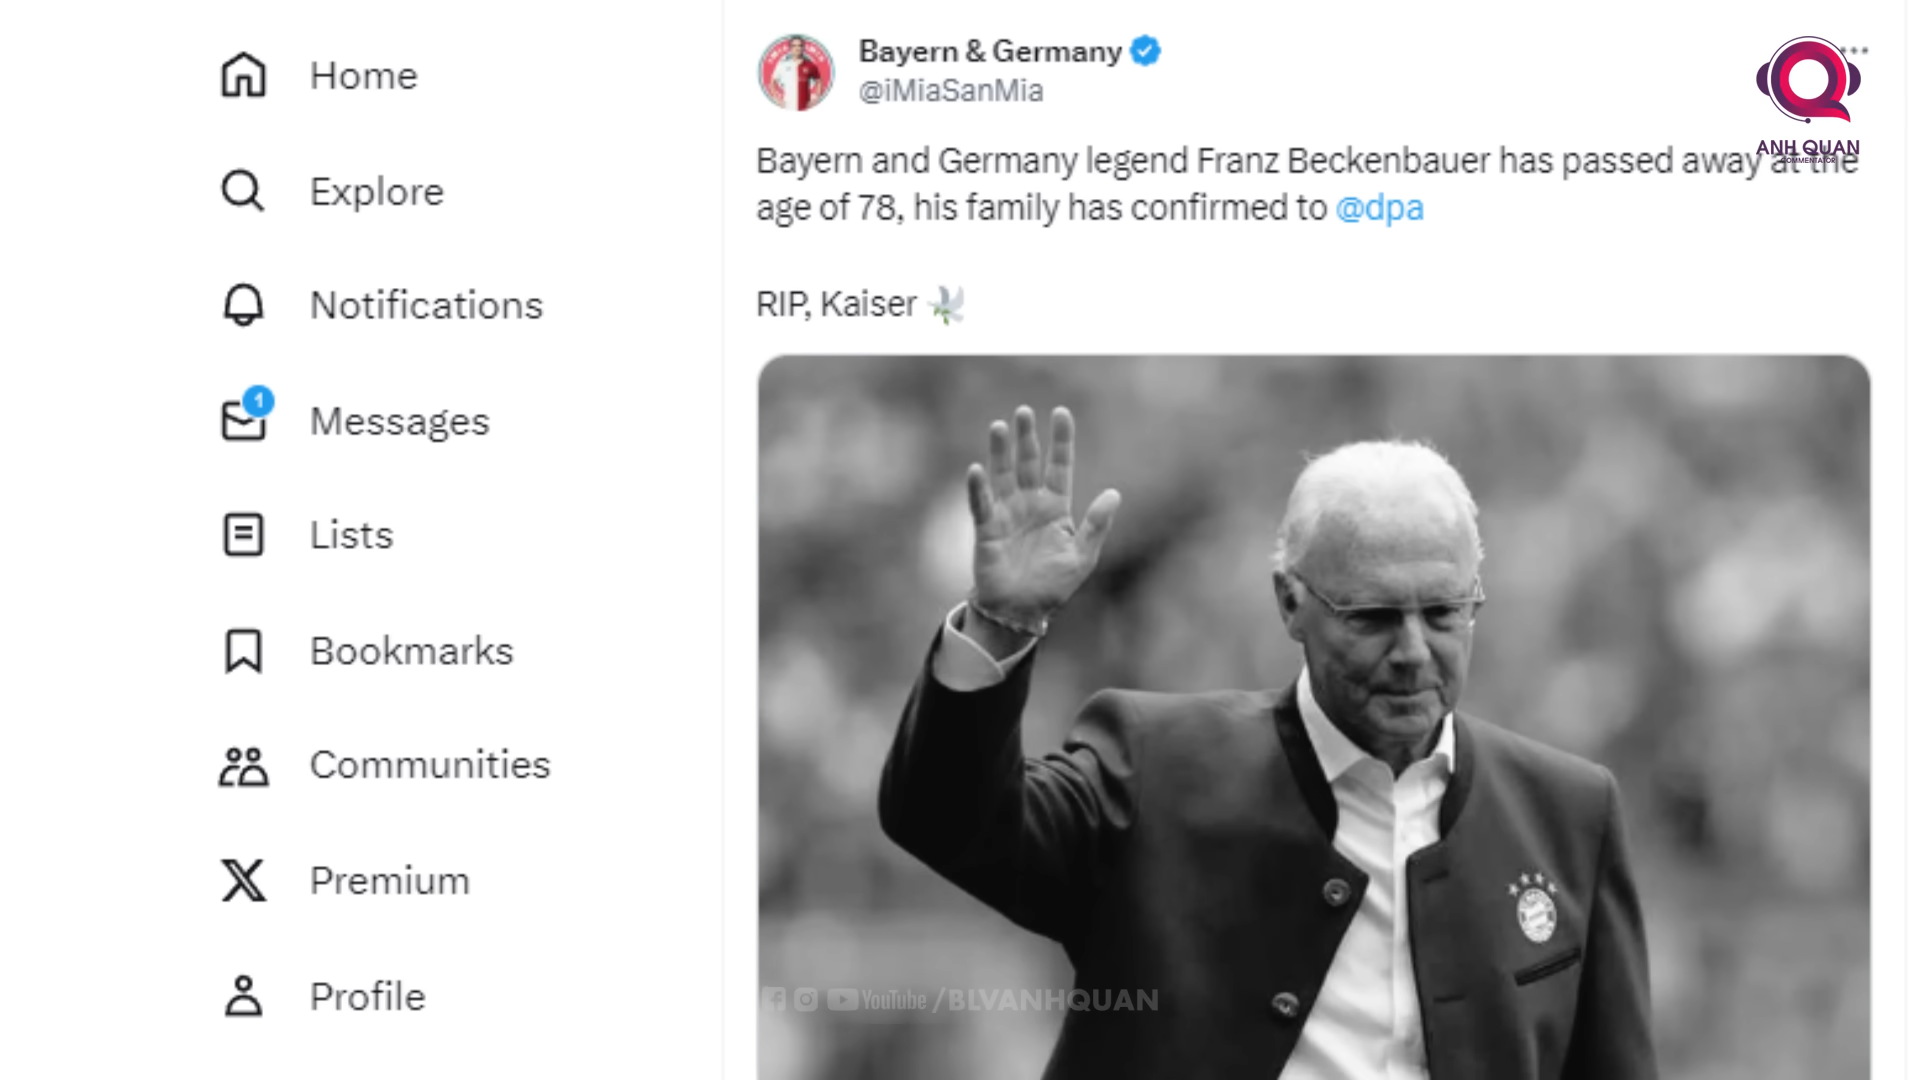 Home
Explore
Notifications
1
Messages
Lists
Bookmarks
Communities
Premium
Profile
Bayern & Germany
@iMiaSanMia
Bayern and Germany legend Franz Beckenbauer has passed away at the
age of 78, his family has confirmed to @dpa
RIP, Kaiser
ANH QUAN
COMMENTATOR
YouTube /BLVANHQUAN